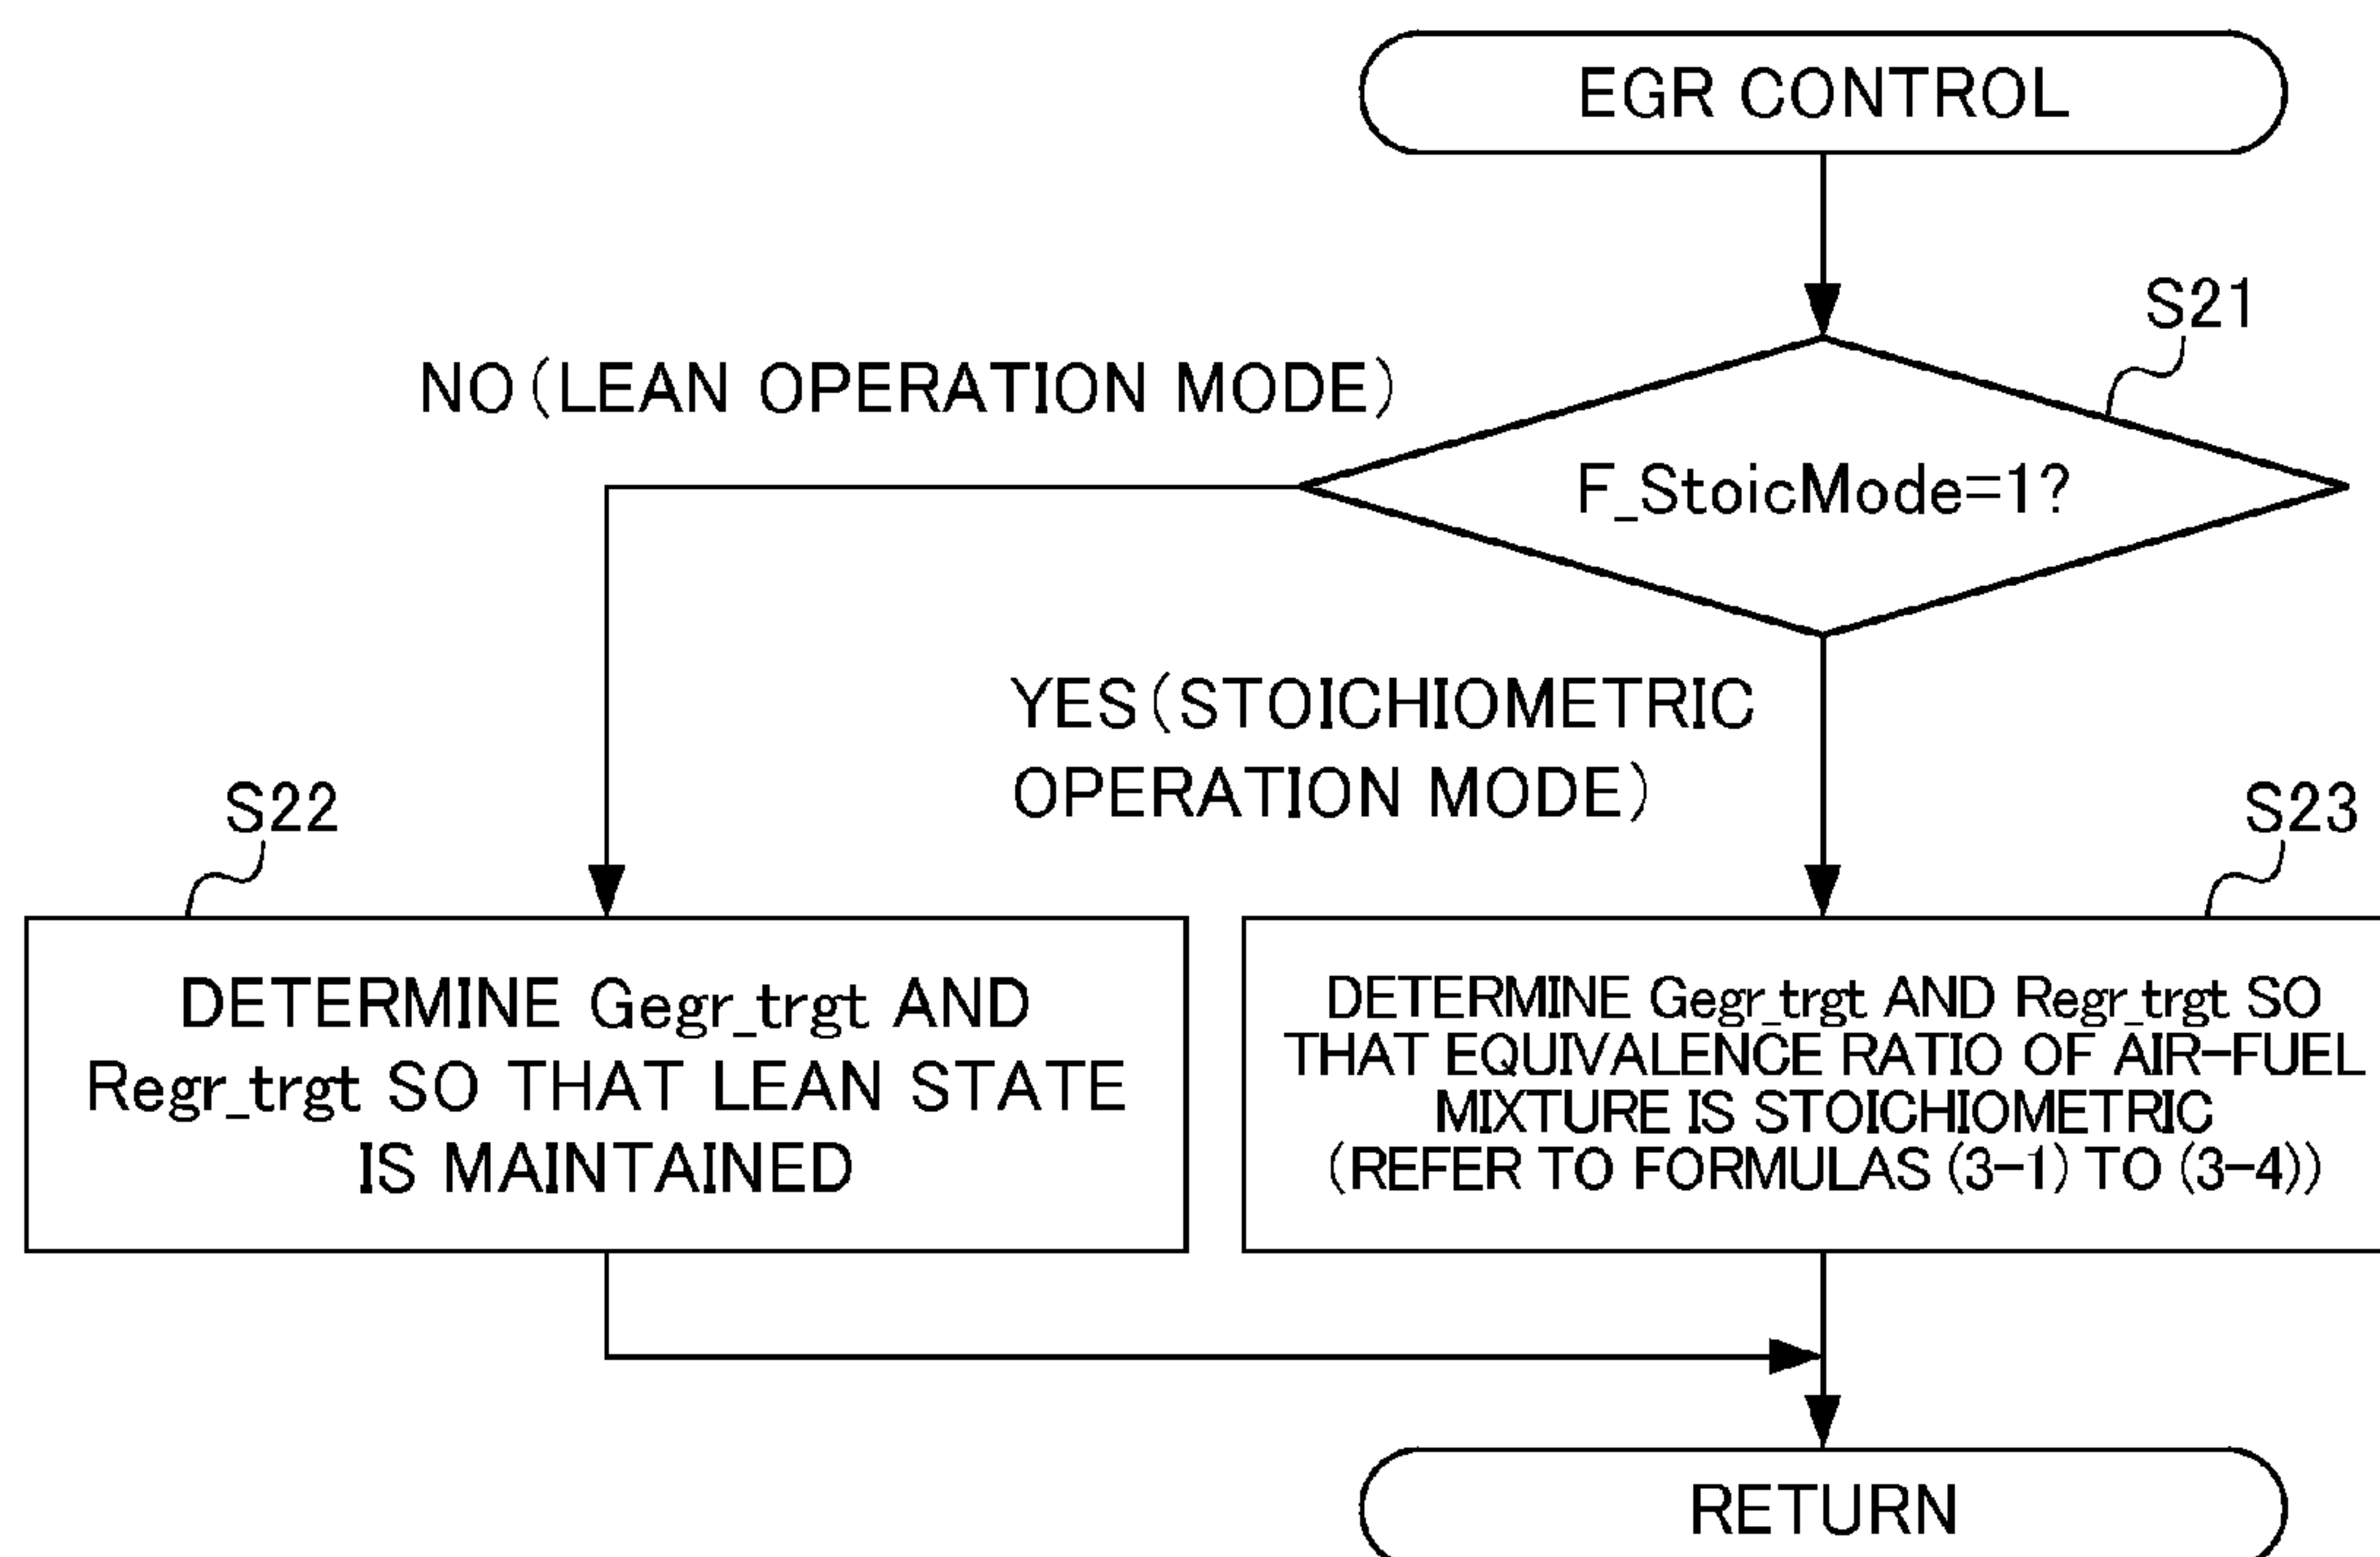 EGR CONTROL
S21
NO (LEAN OPERATION MODE)
F_StoicMode=1?
YES (STOICHIOMETRIC
OPERATION MODE)
S22
S23
DETERMINE Gegr_trgt AND
Regr_trgt SO THAT LEAN STATE
IS MAINTAINED
DETERMINE Gegr_trgt AND Regr_trgt SO
THAT EQUIVALENCE RATIO OF AIR-FUEL
MIXTURE IS STOICHIOMETRIC
(REFER TO FORMULAS (3-1) TO (3-4))
RETURN